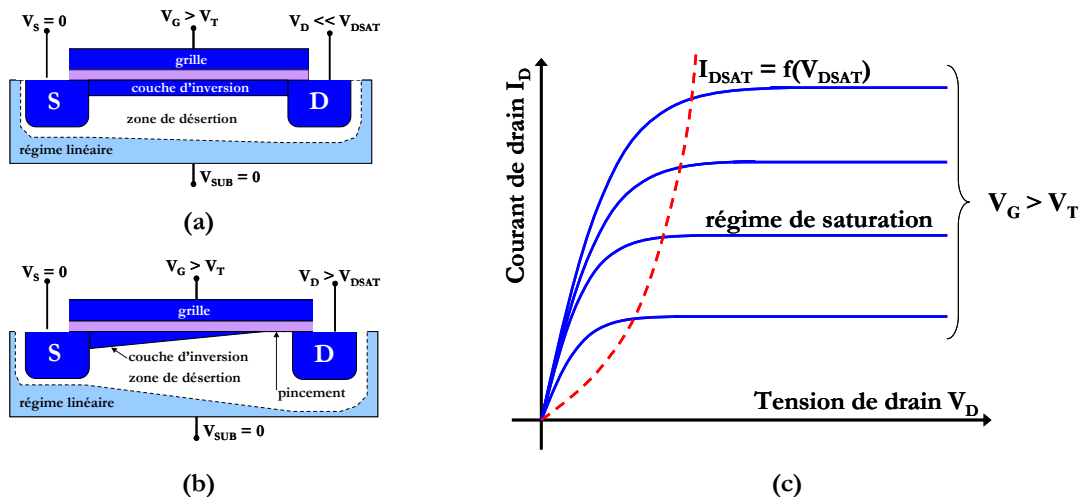 V_S = 0
V_G > V_T
V_D << V_DSAT
grille
couche d'inversion
S
D
zone de désertion
régime linéaire
V_SUB = 0
(a)
V_S = 0
V_G > V_T
V_D > V_DSAT
grille
S
D
couche d'inversion
zone de désertion
pincement
régime linéaire
V_SUB = 0
(b)
Courant de drain I_D
I_DSAT = f(V_DSAT)
régime de saturation
V_G > V_T
Tension de drain V_D
(c)